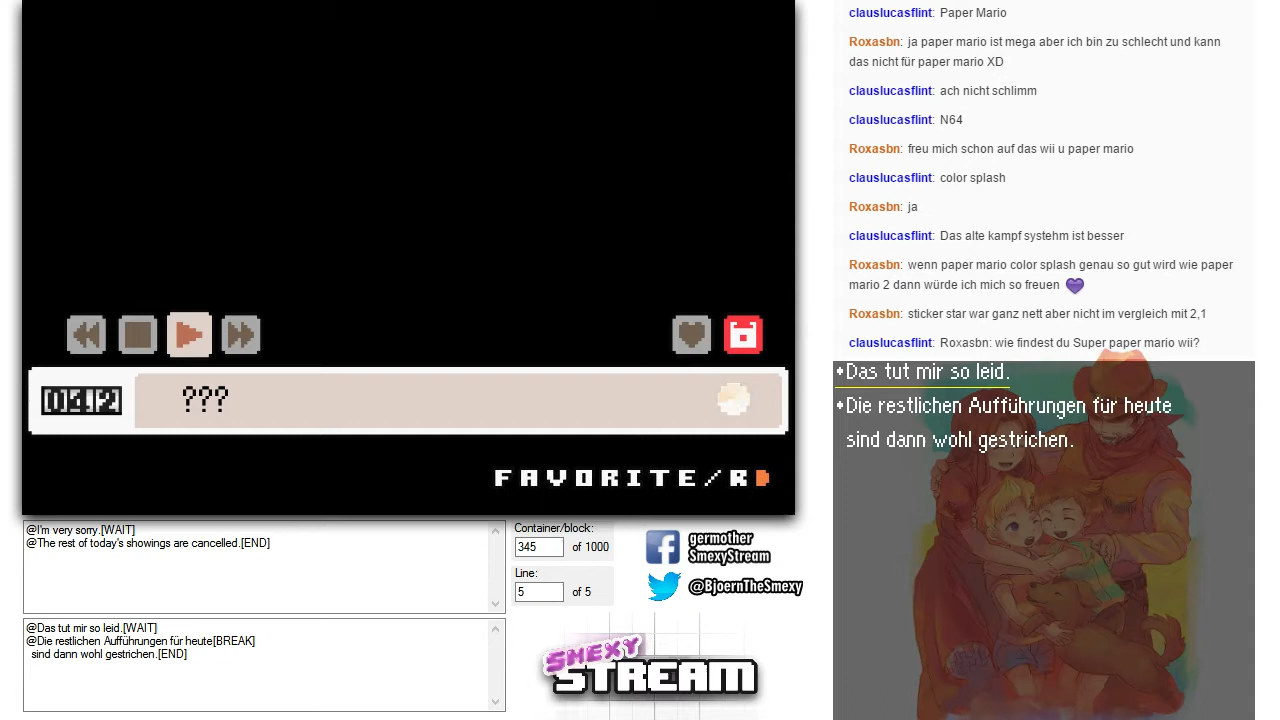 042
???
FAVORITE/R
@I'm very sorry.[WAIT]
@The rest of today's showings are cancelled.[END]
Container/block:
345 of 1000
Line:
5 of 5
@Das tut mir so leid.[WAIT]
@Die restlichen Aufführungen für heute[BREAK]
sind dann wohl gestrichen.[END]
germother
SmexyStream
@BjoernTheSmexy
SMEXY
STREAM
clauslucasflint: Paper Mario
Roxasbn: ja paper mario ist mega aber ich bin zu schlecht und kann
das nicht für paper mario XD
clauslucasflint: ach nicht schlimm
clauslucasflint: N64
Roxasbn: freu mich schon auf das wii u paper mario
clauslucasflint: color splash
Roxasbn: ja
clauslucasflint: Das alte kampf systehm ist besser
Roxasbn: wenn paper mario color splash genau so gut wird wie paper
mario 2 dann würde ich mich so freuen
Roxasbn: sticker star war ganz nett aber nicht im vergleich mit 2,1
clauslucasflint: Roxasbn: wie findest du Super paper mario wii?
•Das tut mir so leid.
•Die restlichen Aufführungen für heute
sind dann wohl gestrichen.